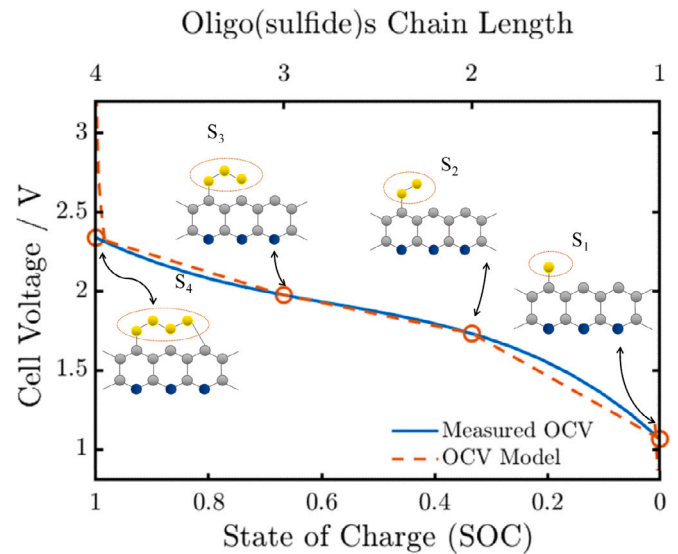 Oligo(sulfide)s Chain Length
4 3 2 1
3
2.5
2
1.5
1
Cell Voltage / V
S3
S2
S1
S4
Measured OCV
OCV Model
1 0.8 0.6 0.4 0.2 0
State of Charge (SOC)